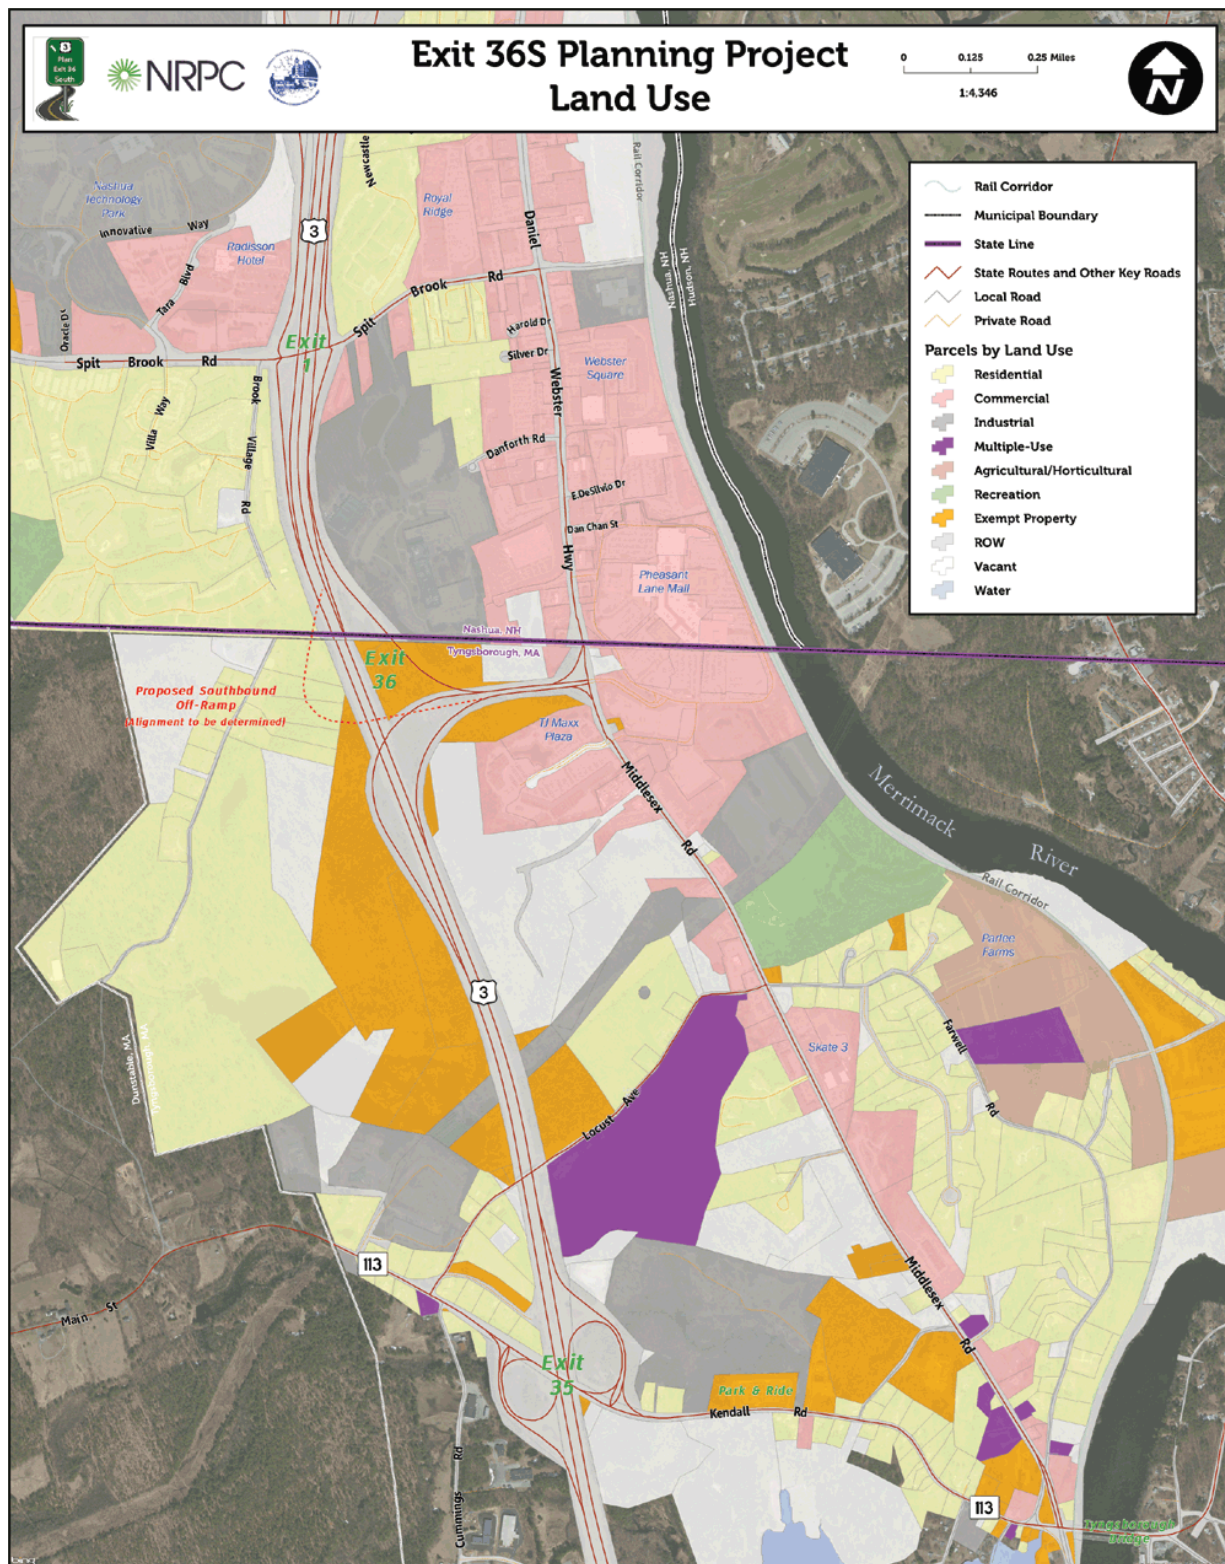 3
Plan
Exit 36
South
NRPC
Exit 36S Planning Project
Land Use
0
0.125
0.25 Miles
1:4,346
N
Rail Corridor
Municipal Boundary
State Line
State Routes and Other Key Roads
Local Road
Private Road
Parcels by Land Use
Residential
Commercial
Industrial
Multiple-Use
Agricultural/Horticultural
Recreation
Exempt Property
ROW
Vacant
Water
Newcastle
Rail Corridor
Nashua
Technology
Park
Royal
Ridge
Innovative Way
Daniel
3
Radisson
Hotel
Nashua, NH
Hudson, NH
Tara Blvd
Spit Brook Rd
Oracle Dr
Exit
1
Harold Dr
Silver Dr
Webster
Square
Spit Brook Rd
Webster
Brook Village Rd
Villa Way
Danforth Rd
E.DeSilvio Dr
Dan Chan St
Hwy
Pheasant
Lane Mall
Nashua, NH
Tyngsborough, MA
Exit
36
Proposed Southbound
Off-Ramp
(Alignment to be determined)
TJ Maxx
Plaza
Middlesex Rd
Merrimack River
Rail Corridor
Parlee
Farms
3
Dunstable, MA
Tyngsborough, MA
Farwell Rd
Skate 3
Locust Ave
113
Main St
Middlesex Rd
Exit
35
Park & Ride
Kendall Rd
Cummings Rd
113
Tyngsborough
Bridge
bing